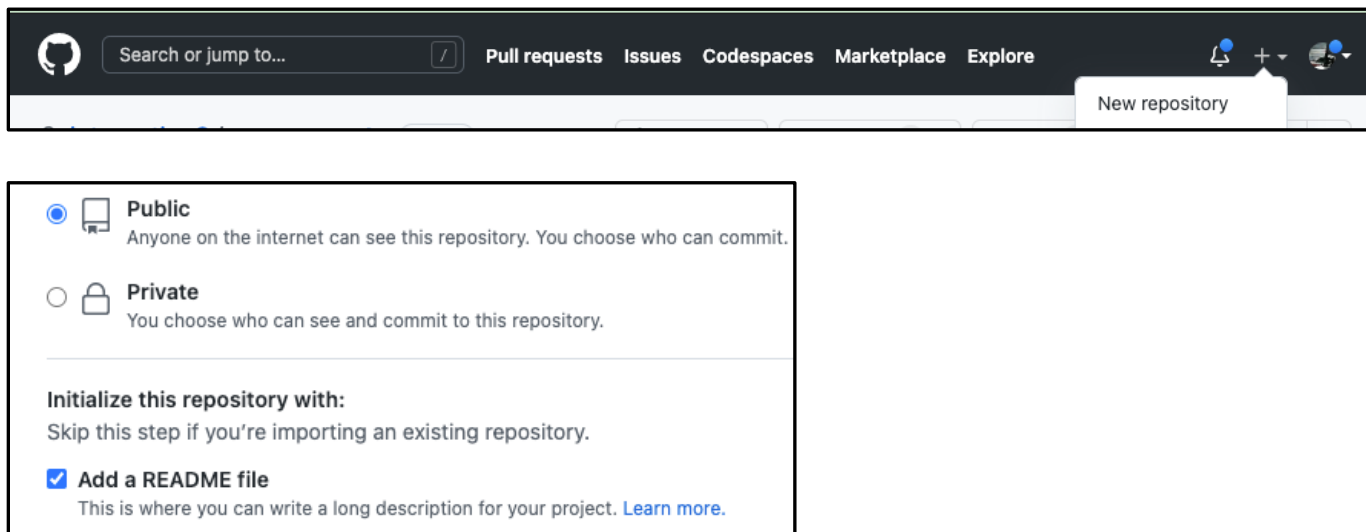 Search or jump to... / Pull requests Issues Codespaces Marketplace Explore
New repository
Public
Anyone on the internet can see this repository. You choose who can commit.
Private
You choose who can see and commit to this repository.
Initialize this repository with:
Skip this step if you’re importing an existing repository.
Add a README file
This is where you can write a long description for your project. Learn more.